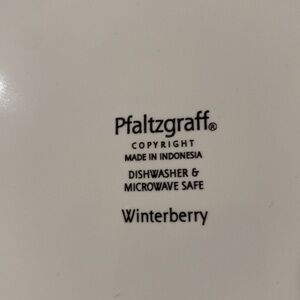 Pfaltzgraff®
COPYRIGHT
MADE IN INDONESIA
DISHWASHER &
MICROWAVE SAFE
Winterberry